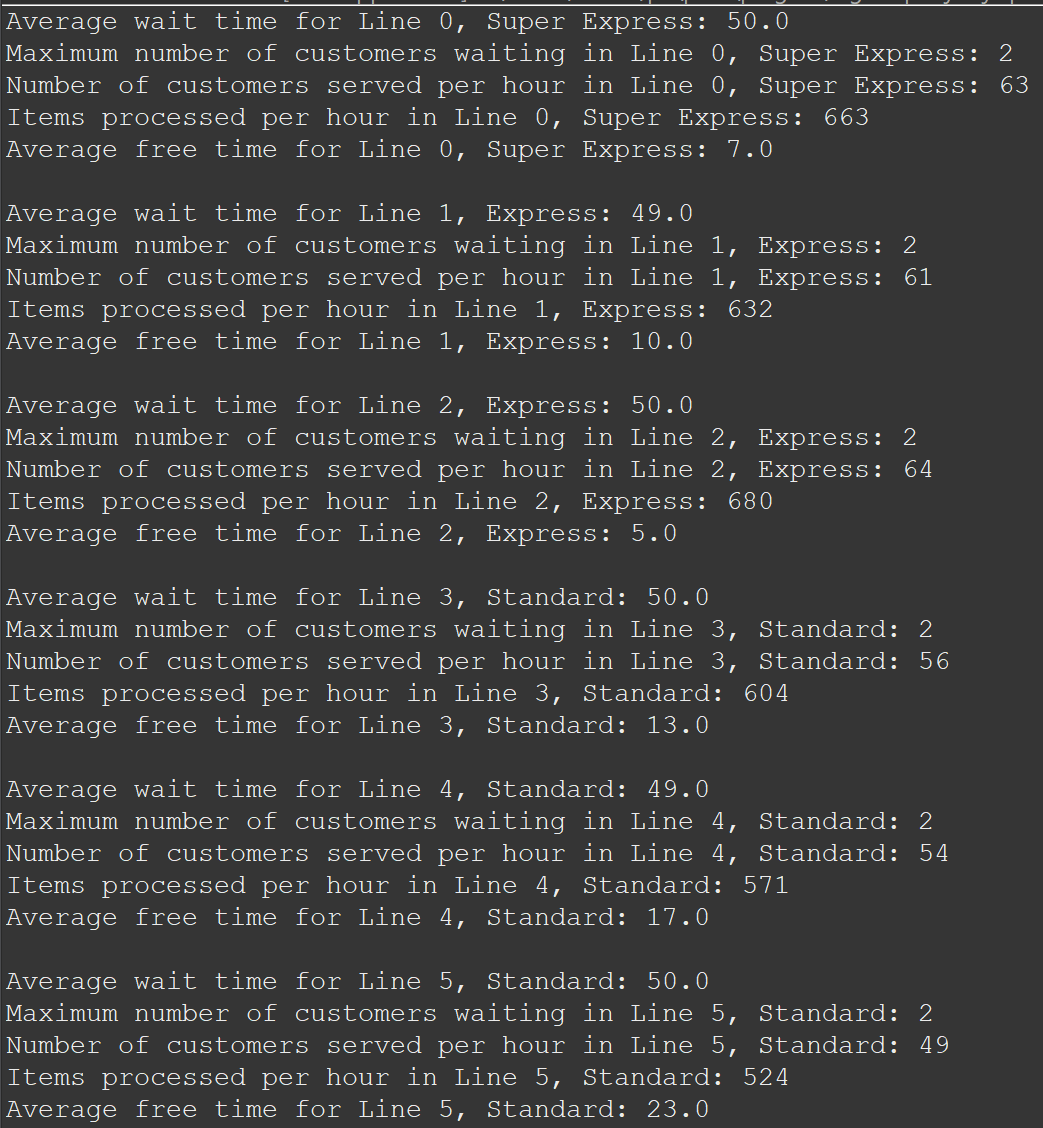 Average wait time for Line 0, Super Express: 50.0
Maximum number of customers waiting in Line 0, Super Express: 2
Number of customers served per hour in Line 0, Super Express: 63
Items processed per hour in Line 0, Super Express: 663
Average free time for Line 0, Super Express: 7.0

Average wait time for Line 1, Express: 49.0
Maximum number of customers waiting in Line 1, Express: 2
Number of customers served per hour in Line 1, Express: 61
Items processed per hour in Line 1, Express: 632
Average free time for Line 1, Express: 10.0

Average wait time for Line 2, Express: 50.0
Maximum number of customers waiting in Line 2, Express: 2
Number of customers served per hour in Line 2, Express: 64
Items processed per hour in Line 2, Express: 680
Average free time for Line 2, Express: 5.0

Average wait time for Line 3, Standard: 50.0
Maximum number of customers waiting in Line 3, Standard: 2
Number of customers served per hour in Line 3, Standard: 56
Items processed per hour in Line 3, Standard: 604
Average free time for Line 3, Standard: 13.0

Average wait time for Line 4, Standard: 49.0
Maximum number of customers waiting in Line 4, Standard: 2
Number of customers served per hour in Line 4, Standard: 54
Items processed per hour in Line 4, Standard: 571
Average free time for Line 4, Standard: 17.0

Average wait time for Line 5, Standard: 50.0
Maximum number of customers waiting in Line 5, Standard: 2
Number of customers served per hour in Line 5, Standard: 49
Items processed per hour in Line 5, Standard: 524
Average free time for Line 5, Standard: 23.0